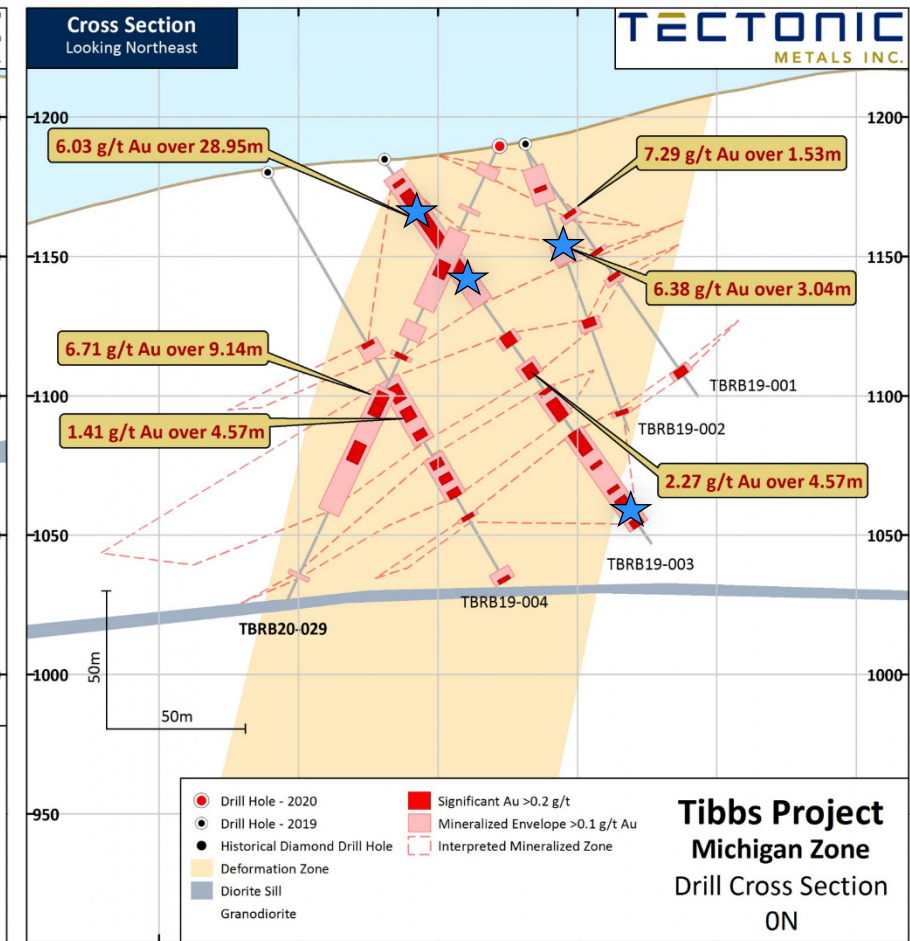 Cross Section
Looking Northeast
TECTONIC
METALS INC.
1200
1200
6.03 g/t Au over 28.95m
7.29 g/t Au over 1.53m
1150
1150
6.38 g/t Au over 3.04m
6.71 g/t Au over 9.14m
TBRB19-001
1100
1100
1.41 g/t Au over 4.57m
TBRB19-002
2.27 g/t Au over 4.57m
1050
1050
TBRB19-003
TBRB19-004
TBRB20-029
50m
1000
1000
50m
Drill Hole - 2020
Drill Hole - 2019
Historical Diamond Drill Hole
Deformation Zone
Diorite Sill
Granodiorite
Significant Au >0.2 g/t
Mineralized Envelope >0.1 g/t Au
Interpreted Mineralized Zone
950
950
Tibbs Project
Michigan Zone
Drill Cross Section
0N